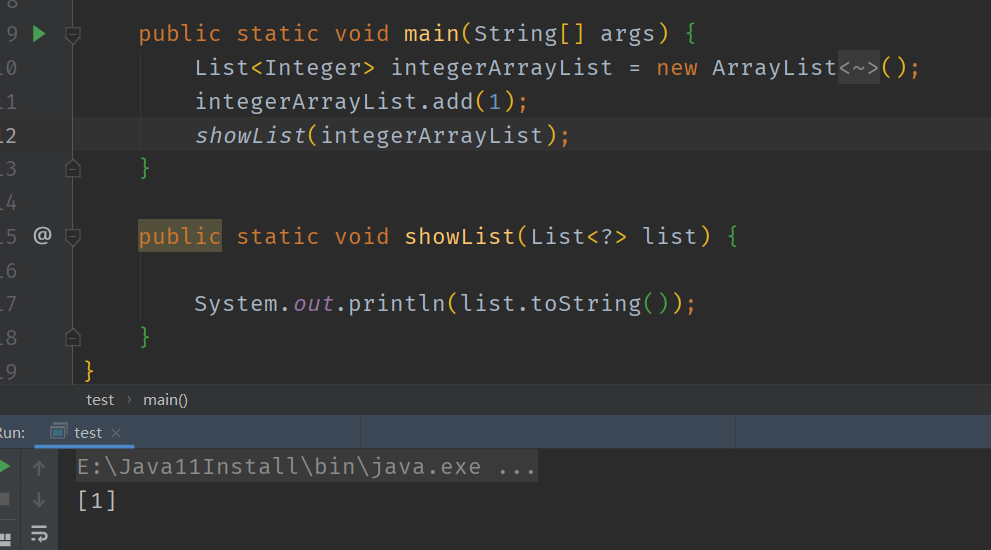 8
9 public static void main(String[] args) {
10 List<Integer> integerArrayList = new ArrayList<~>();
11 integerArrayList.add(1);
12 showList(integerArrayList);
13 }
14
15 @ public static void showList(List<?> list) {
16
17 System.out.println(list.toString());
18 }
19 }
test › main()
Run: test ×
E:\Java11Install\bin\java.exe ...
[1]